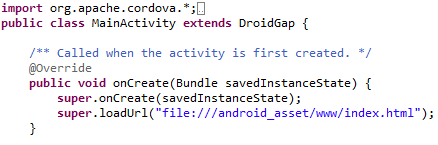 import org.apache.cordova.*;
public class MainActivity extends DroidGap {
/** Called when the activity is first created. */
@Override
public void onCreate(Bundle savedInstanceState) {
super.onCreate(savedInstanceState);
super.loadUrl("file:///android_asset/www/index.html");
}